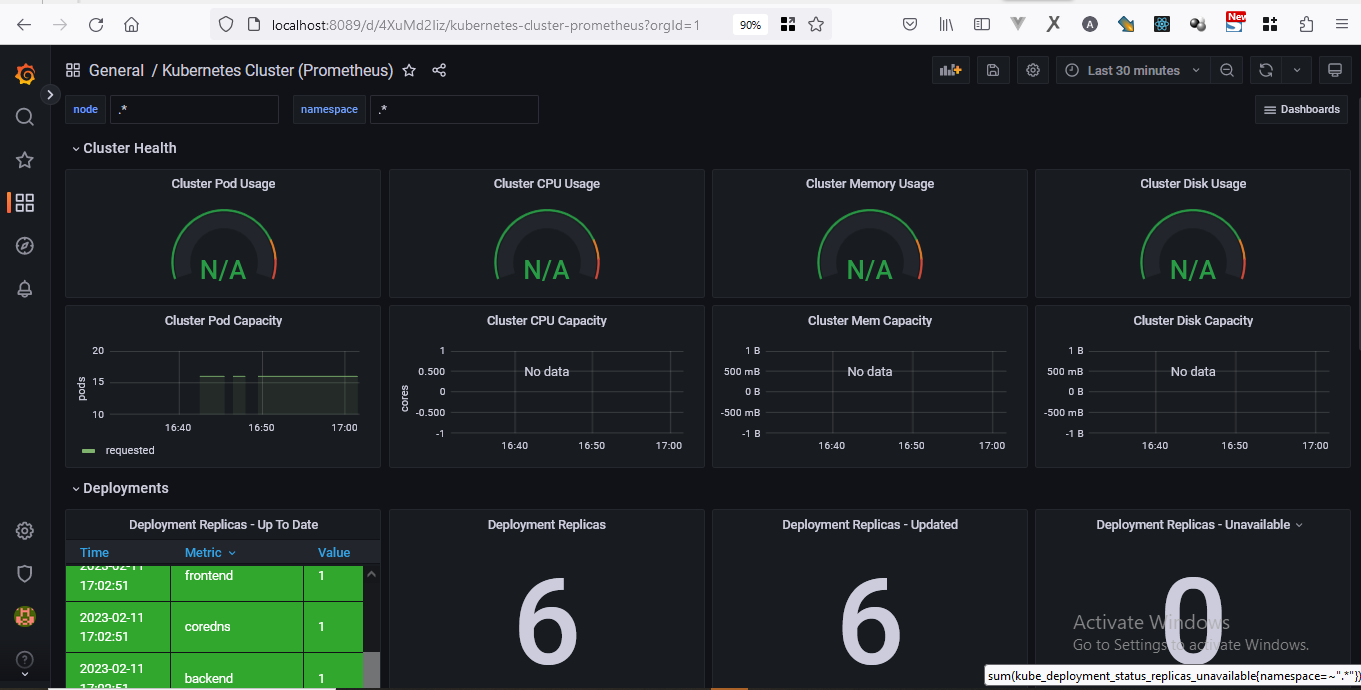 localhost:8089/d/4XuMd2Iiz/kubernetes-cluster-prometheus?orgId=1
90%
New
General / Kubernetes Cluster (Prometheus)
Last 30 minutes
node
.*
namespace
.*
Dashboards
Cluster Health
Cluster Pod Usage
Cluster CPU Usage
Cluster Memory Usage
Cluster Disk Usage
N/A
N/A
N/A
N/A
Cluster Pod Capacity
20
15
10
pods
16:40
16:50
17:00
requested
Cluster CPU Capacity
1
0.500
0
-0.500
-1
cores
No data
16:40
16:50
17:00
Cluster Mem Capacity
1 B
500 mB
0 B
-500 mB
-1 B
No data
16:40
16:50
17:00
Cluster Disk Capacity
1 B
500 mB
0 B
-500 mB
-1 B
No data
16:40
16:50
17:00
Deployments
Deployment Replicas - Up To Date
Time Metric Value
2023-02-11
17:02:51
frontend
1
2023-02-11
17:02:51
coredns
1
2023-02-11
17:02:51
backend
1
Deployment Replicas
6
Deployment Replicas - Updated
6
Deployment Replicas - Unavailable
0
Activate Windows
Go to Settings to activate Windows.
sum(kube_deployment_status_replicas_unavailable{namespace=~".*"})